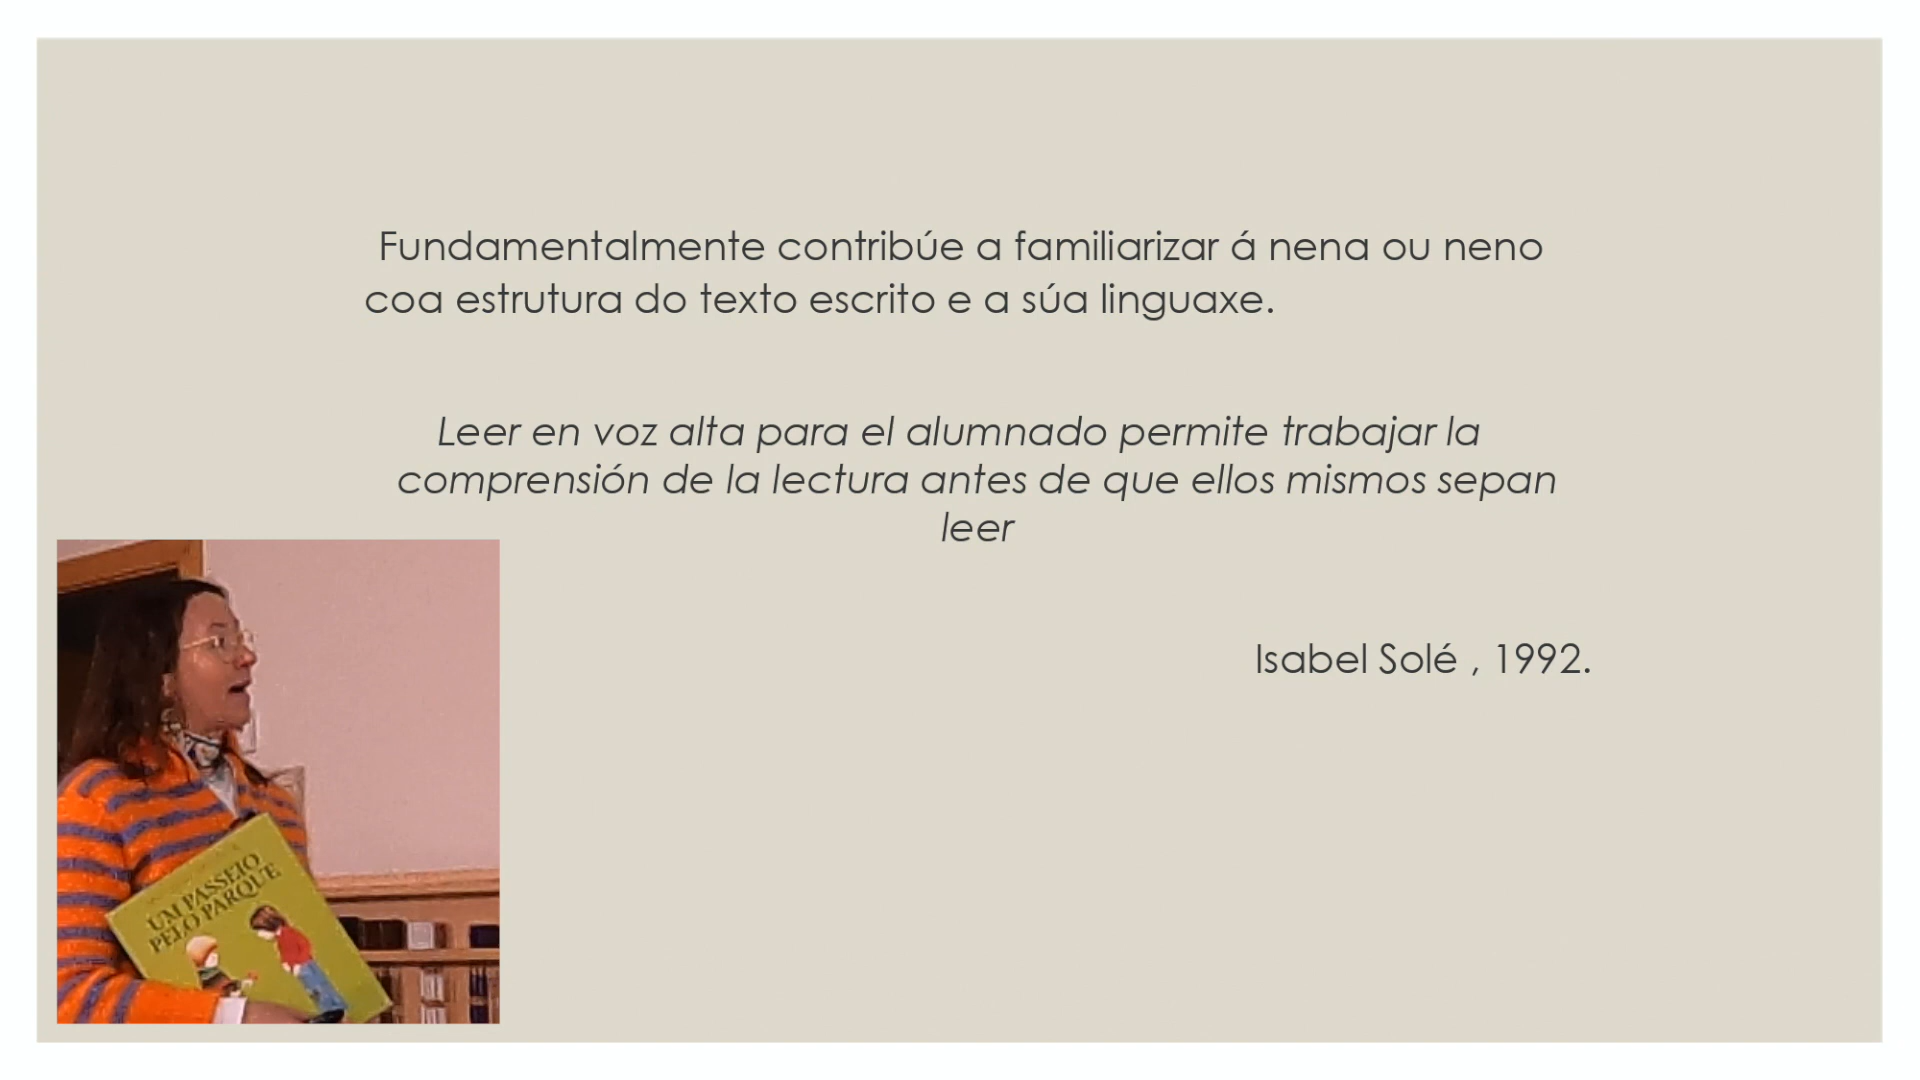 Fundamentalmente contribúe a familiarizar á nena ou neno
coa estrutura do texto escrito e a súa linguaxe.
Leer en voz alta para el alumnado permite trabajar la
comprensión de la lectura antes de que ellos mismos sepan
leer
Isabel Solé , 1992.
UM PASSEIO
PELO PARQUE